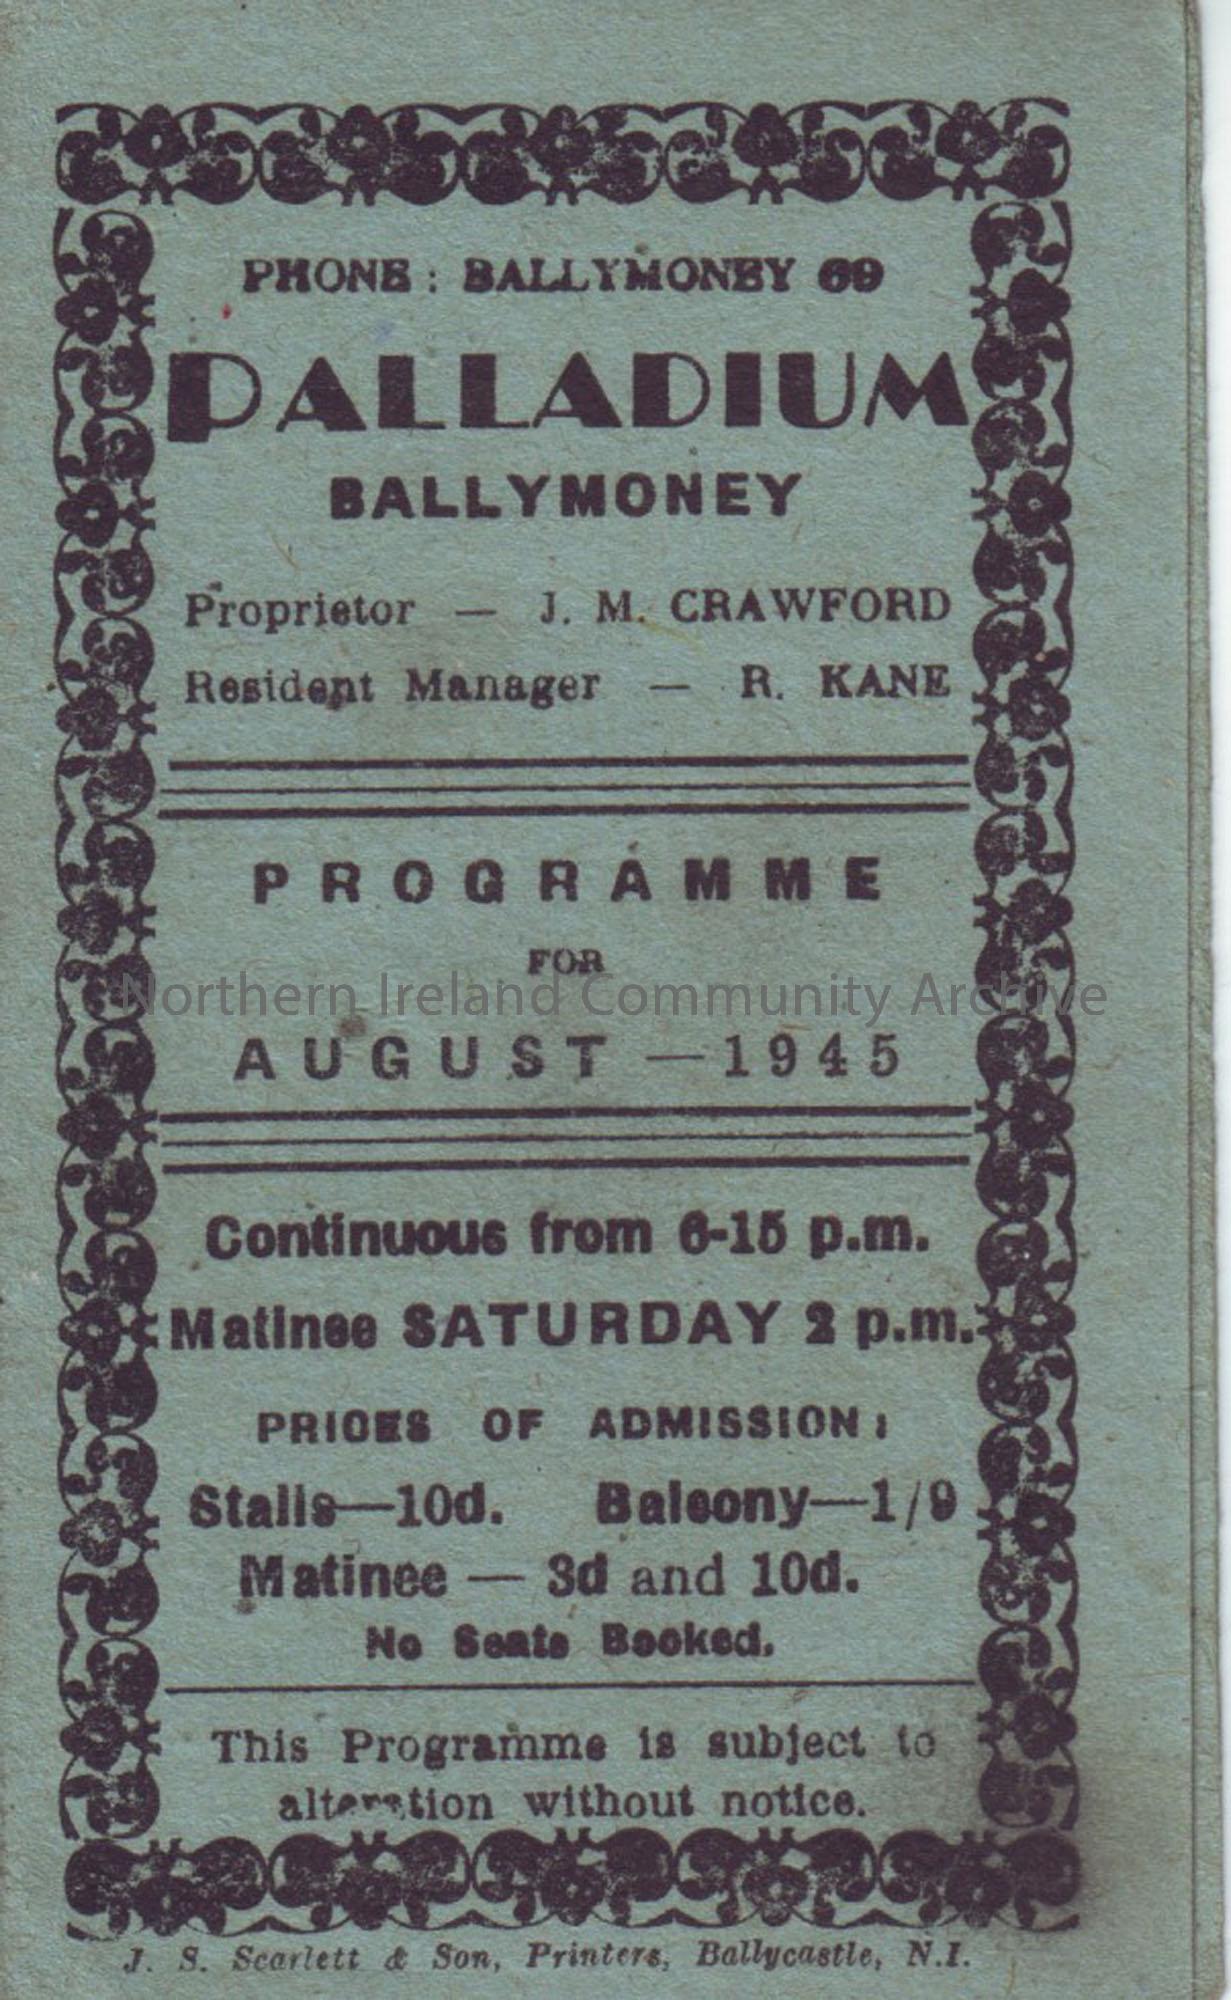 PHONE : BALLYMONEY 69
PALLADIUM
BALLYMONEY
Proprietor — J. M. CRAWFORD
Resident Manager — R. KANE
PROGRAMME
FOR
AUGUST — 1945
Northern Ireland Community Archive
Continuous from 6-15 p.m.
Matinee SATURDAY 2 p.m.
PRICES OF ADMISSION :
Stalls—10d. Balcony—1/9
Matinee — 3d and 10d.
No Seats Booked.
This Programme is subject to
alteration without notice.
J. S. Scarlett & Son, Printers, Ballycastle, N.I.